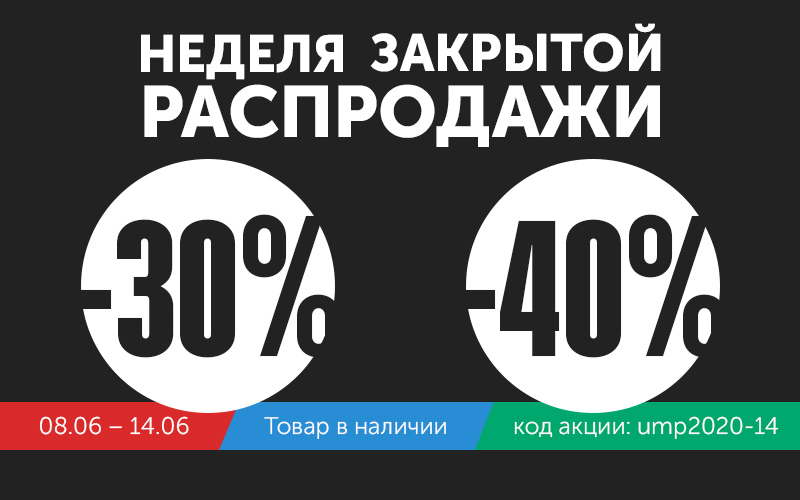 НЕДЕЛЯ ЗАКРЫТОЙ
РАСПРОДАЖИ
-30%
-40%
08.06 – 14.06
Товар в наличии
код акции: ump2020-14